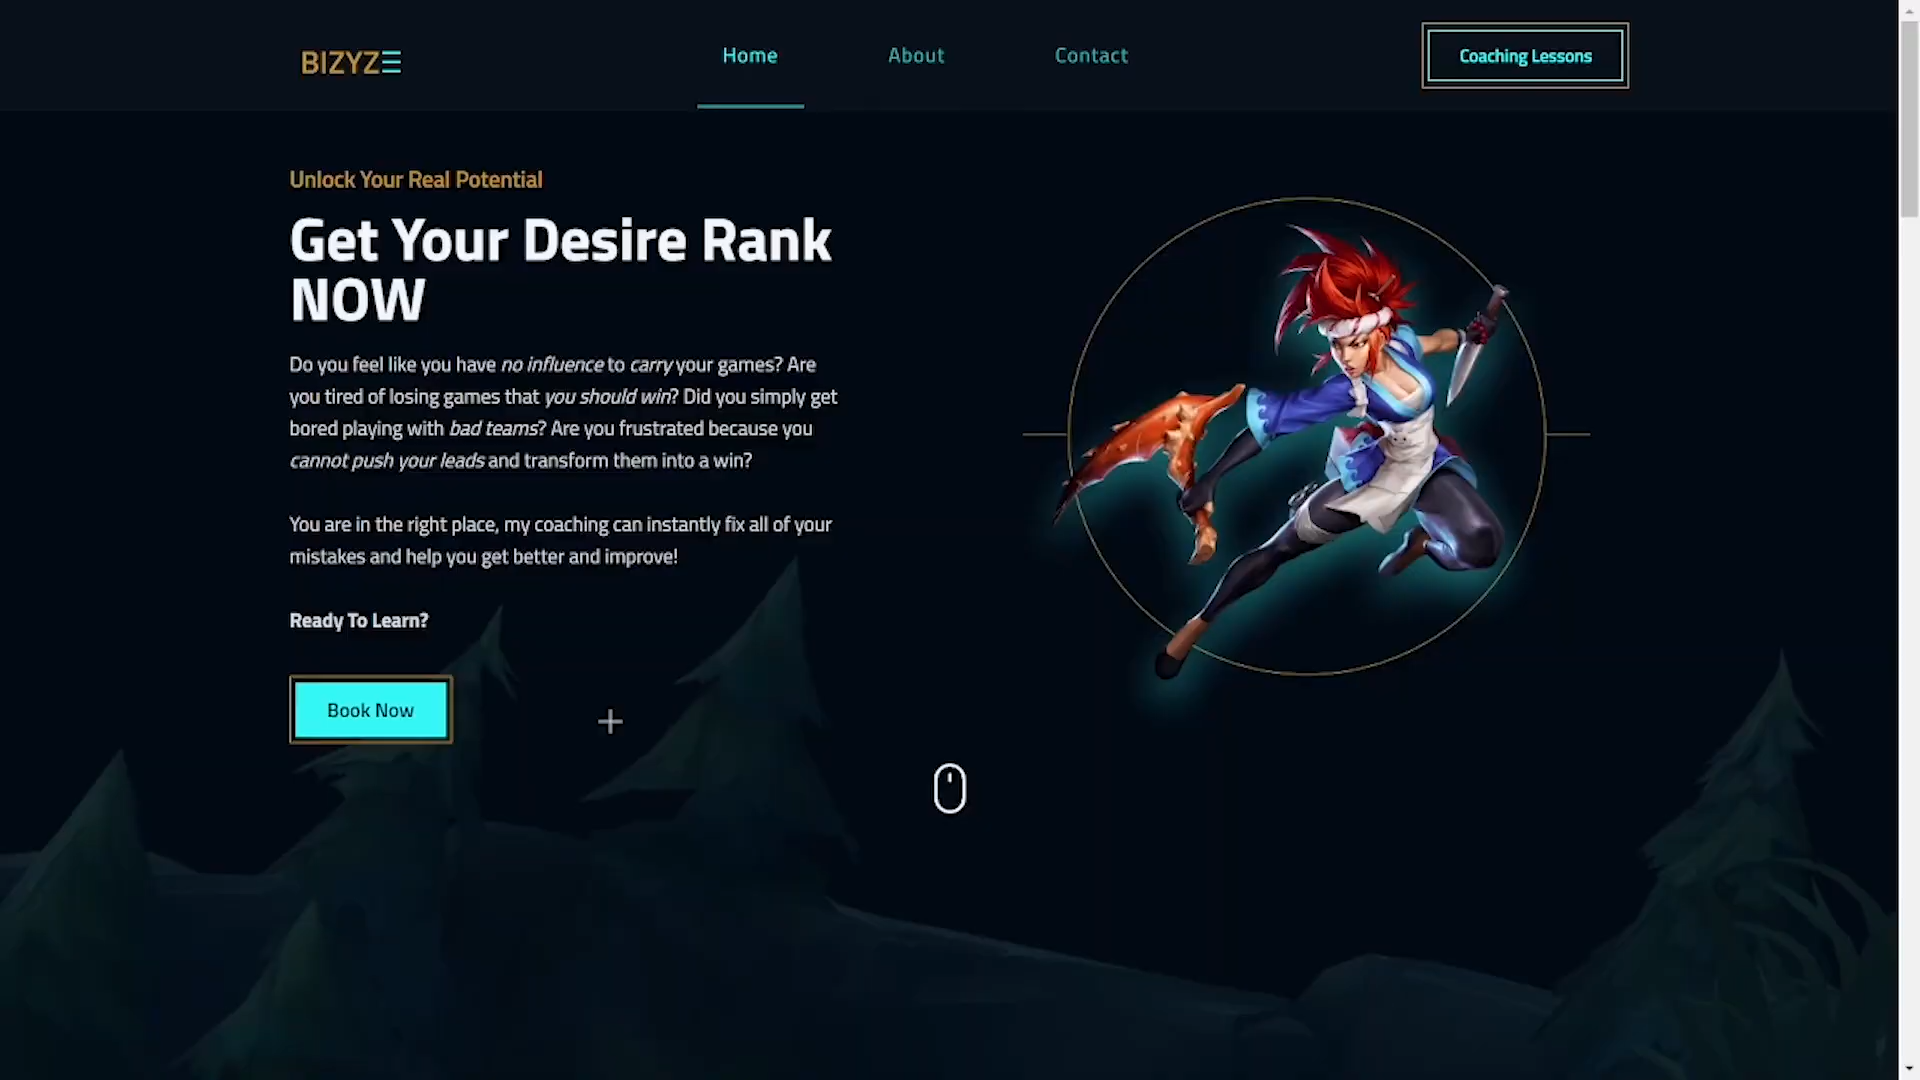 BIZYZE
Home
About
Contact
Coaching Lessons
Unlock Your Real Potential
Get Your Desire Rank
NOW
Do you feel like you have no influence to carry your games? Are
you tired of losing games that you should win? Did you simply get
bored playing with bad teams? Are you frustrated because you
cannot push your leads and transform them into a win?
You are in the right place, my coaching can instantly fix all of your
mistakes and help you get better and improve!
Ready To Learn?
Book Now